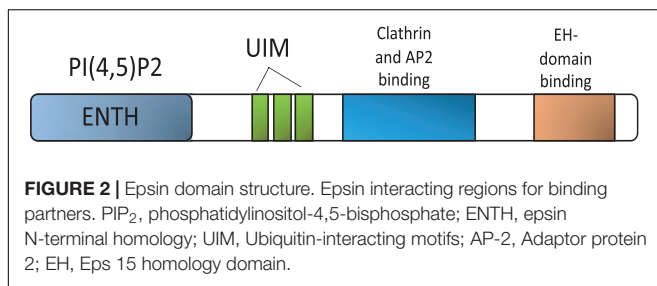 PI(4,5)P2
UIM
Clathrin
and AP2
binding
EH-
domain
binding
ENTH
FIGURE 2 | Epsin domain structure. Epsin interacting regions for binding
partners. PIP₂, phosphatidylinositol-4,5-bisphosphate; ENTH, epsin
N-terminal homology; UIM, Ubiquitin-interacting motifs; AP-2, Adaptor protein
2; EH, Eps 15 homology domain.